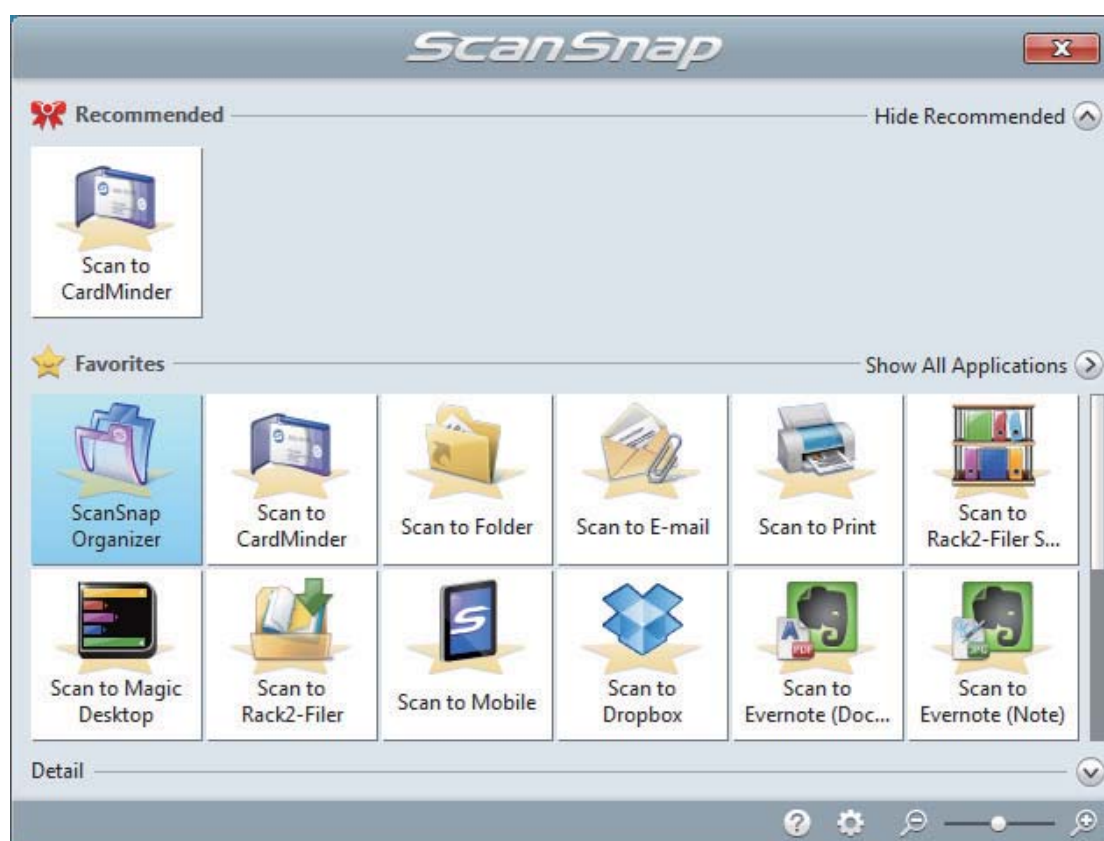 ScanSnap
X
Recommended
Hide Recommended
Scan to
CardMinder
Favorites
Show All Applications
ScanSnap
Organizer
Scan to
CardMinder
Scan to Folder
Scan to E-mail
Scan to Print
Scan to
Rack2-Filer S...
Scan to Magic
Desktop
Scan to
Rack2-Filer
Scan to Mobile
Scan to
Dropbox
Scan to
Evernote (Doc...
Scan to
Evernote (Note)
Detail